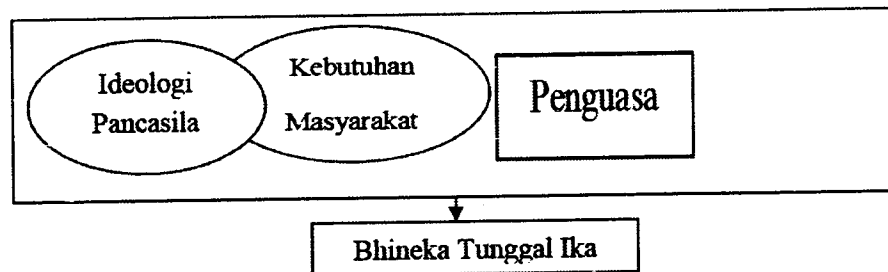 Ideologi
Pancasila
Kebutuhan
Masyarakat
Penguasa
Bhineka Tunggal Ika